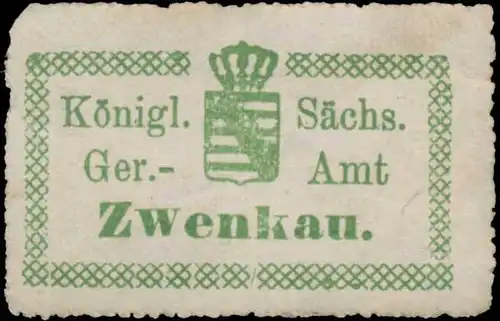 Königl. Sächs.
Ger.- Amt
Zwenkau.